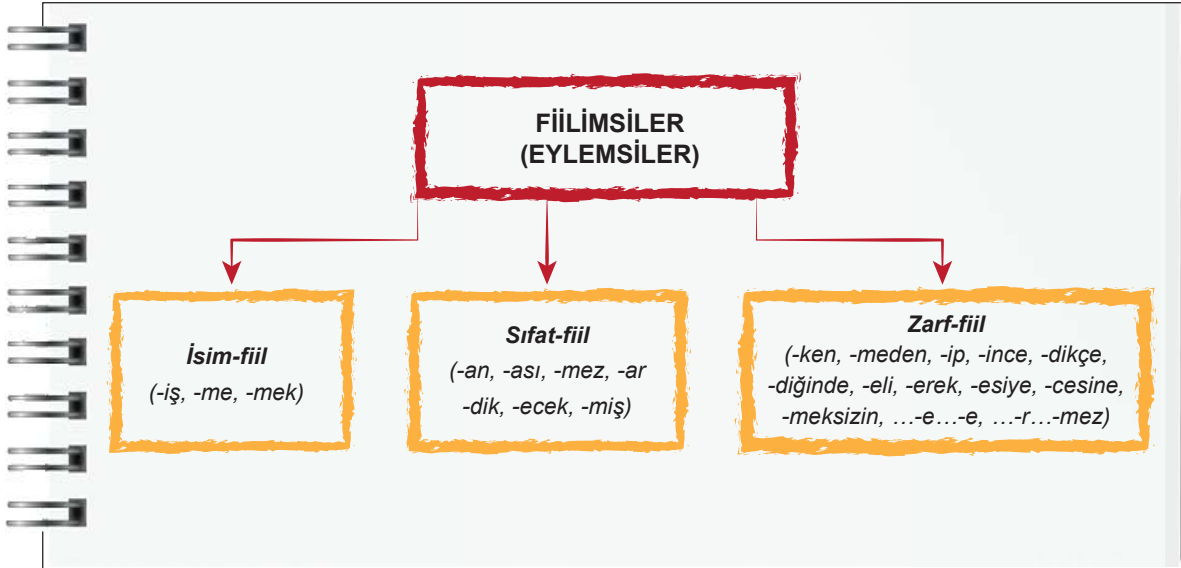 FİİLİMSİLER
(EYLEMSİLER)
İsim-fiil
(-iş, -me, -mek)
Sıfat-fiil
(-an, -ası, -mez, -ar
-dik, -ecek, -miş)
Zarf-fiil
(-ken, -meden, -ip, -ince, -dikçe,
-diğinde, -eli, -erek, -esiye, -cesine,
-meksizin, …-e…-e, …-r…-mez)